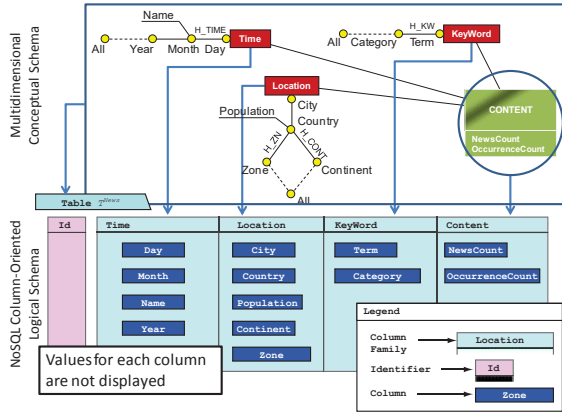 Multidimensional
Conceptual Schema
Name
H_TIME
All
Year
Month
Day
Time
H_KW
All
Category
Term
KeyWord
Location
City
Population
Country
H_ZN
H_CONT
Zone
Continent
All
CONTENT
NewsCount
OccurrenceCount
Table T^News
NoSQL Column-Oriented
Logical Schema
Id
Time
Location
KeyWord
Content
Day
City
Term
NewsCount
Month
Country
Category
OccurrenceCount
Name
Population
Year
Continent
Zone
Values for each column
are not displayed
Legend
Column
Family
Location
Identifier
Id
Column
Zone